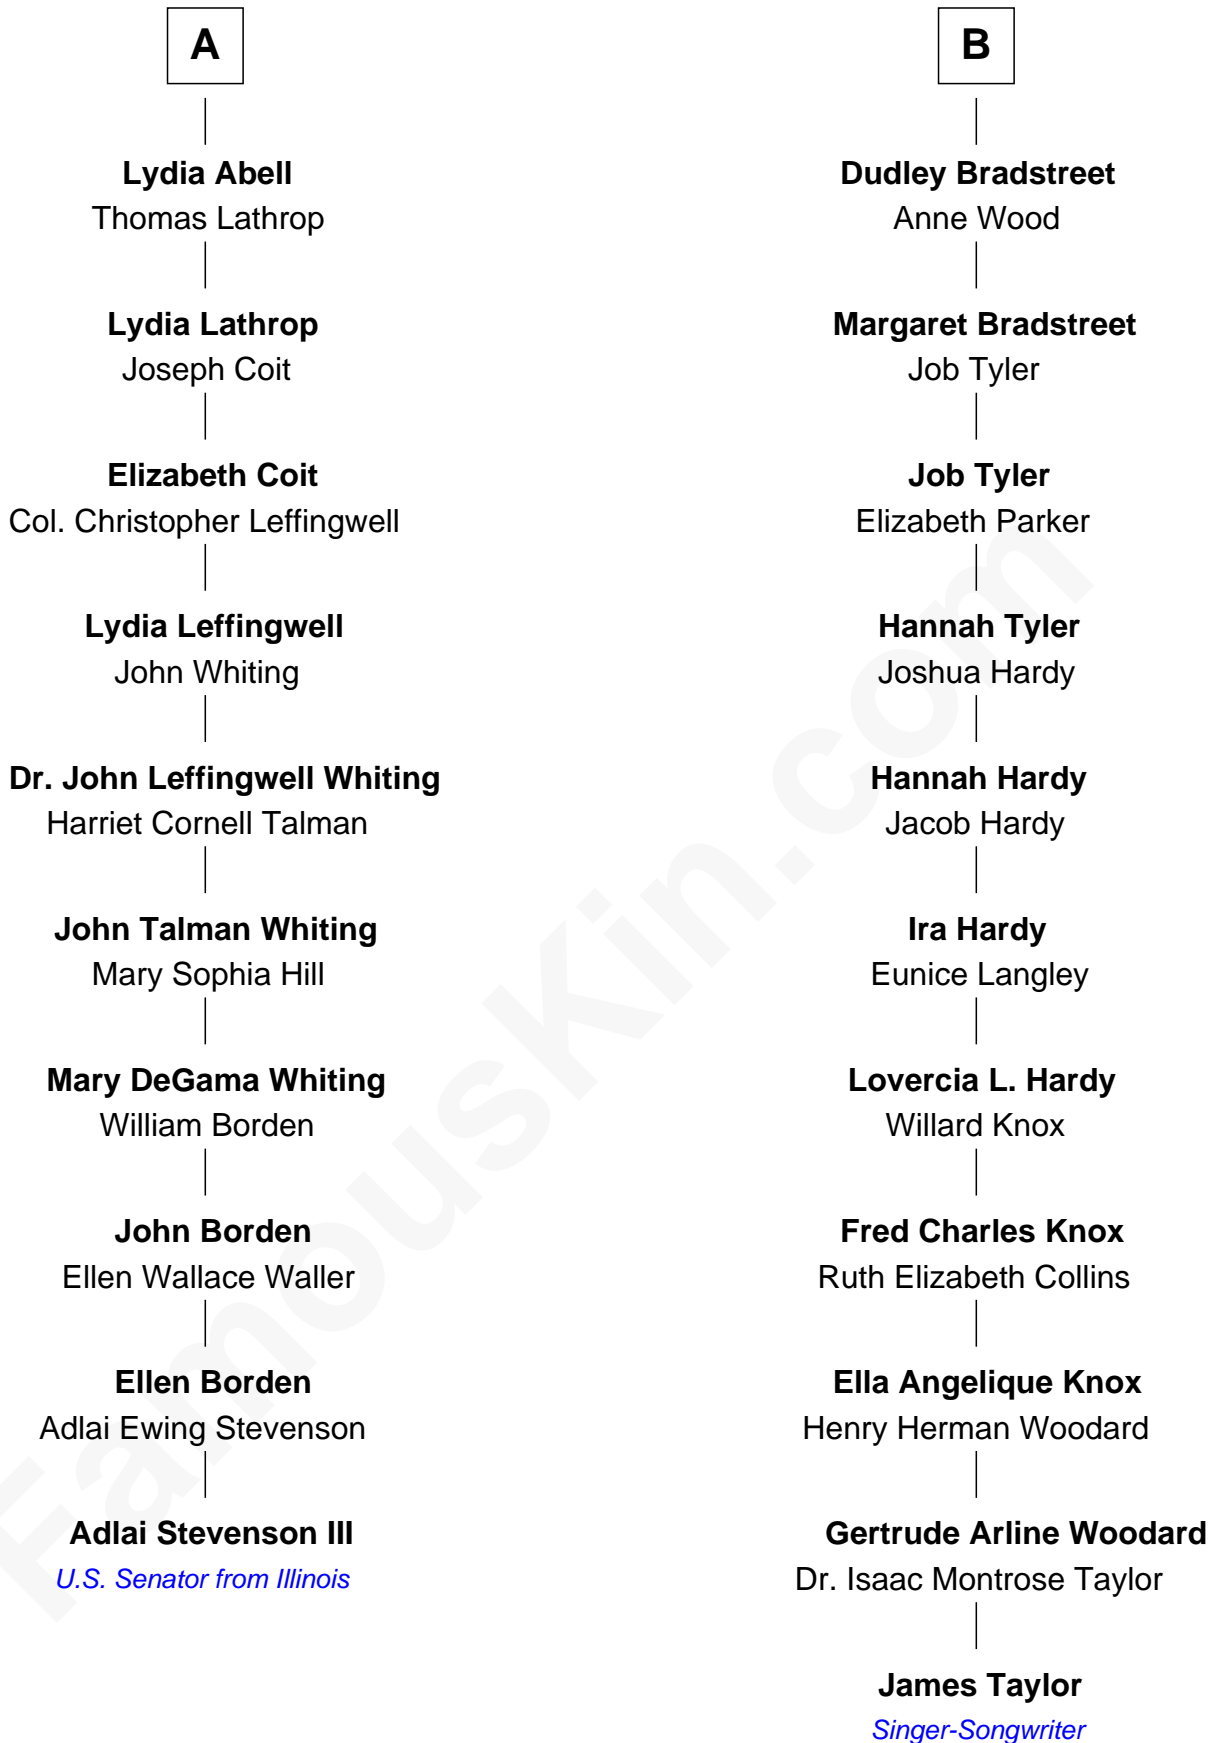 A
Lydia Abell
Thomas Lathrop
Lydia Lathrop
Joseph Coit
Elizabeth Coit
Col. Christopher Leffingwell
Lydia Leffingwell
John Whiting
Dr. John Leffingwell Whiting
Harriet Cornell Talman
John Talman Whiting
Mary Sophia Hill
Mary DeGama Whiting
William Borden
John Borden
Ellen Wallace Waller
Ellen Borden
Adlai Ewing Stevenson
Adlai Stevenson III
U.S. Senator from Illinois
B
Dudley Bradstreet
Anne Wood
Margaret Bradstreet
Job Tyler
Job Tyler
Elizabeth Parker
Hannah Tyler
Joshua Hardy
Hannah Hardy
Jacob Hardy
Ira Hardy
Eunice Langley
Lovercia L. Hardy
Willard Knox
Fred Charles Knox
Ruth Elizabeth Collins
Ella Angelique Knox
Henry Herman Woodard
Gertrude Arline Woodard
Dr. Isaac Montrose Taylor
James Taylor
Singer-Songwriter
FamousKin.com